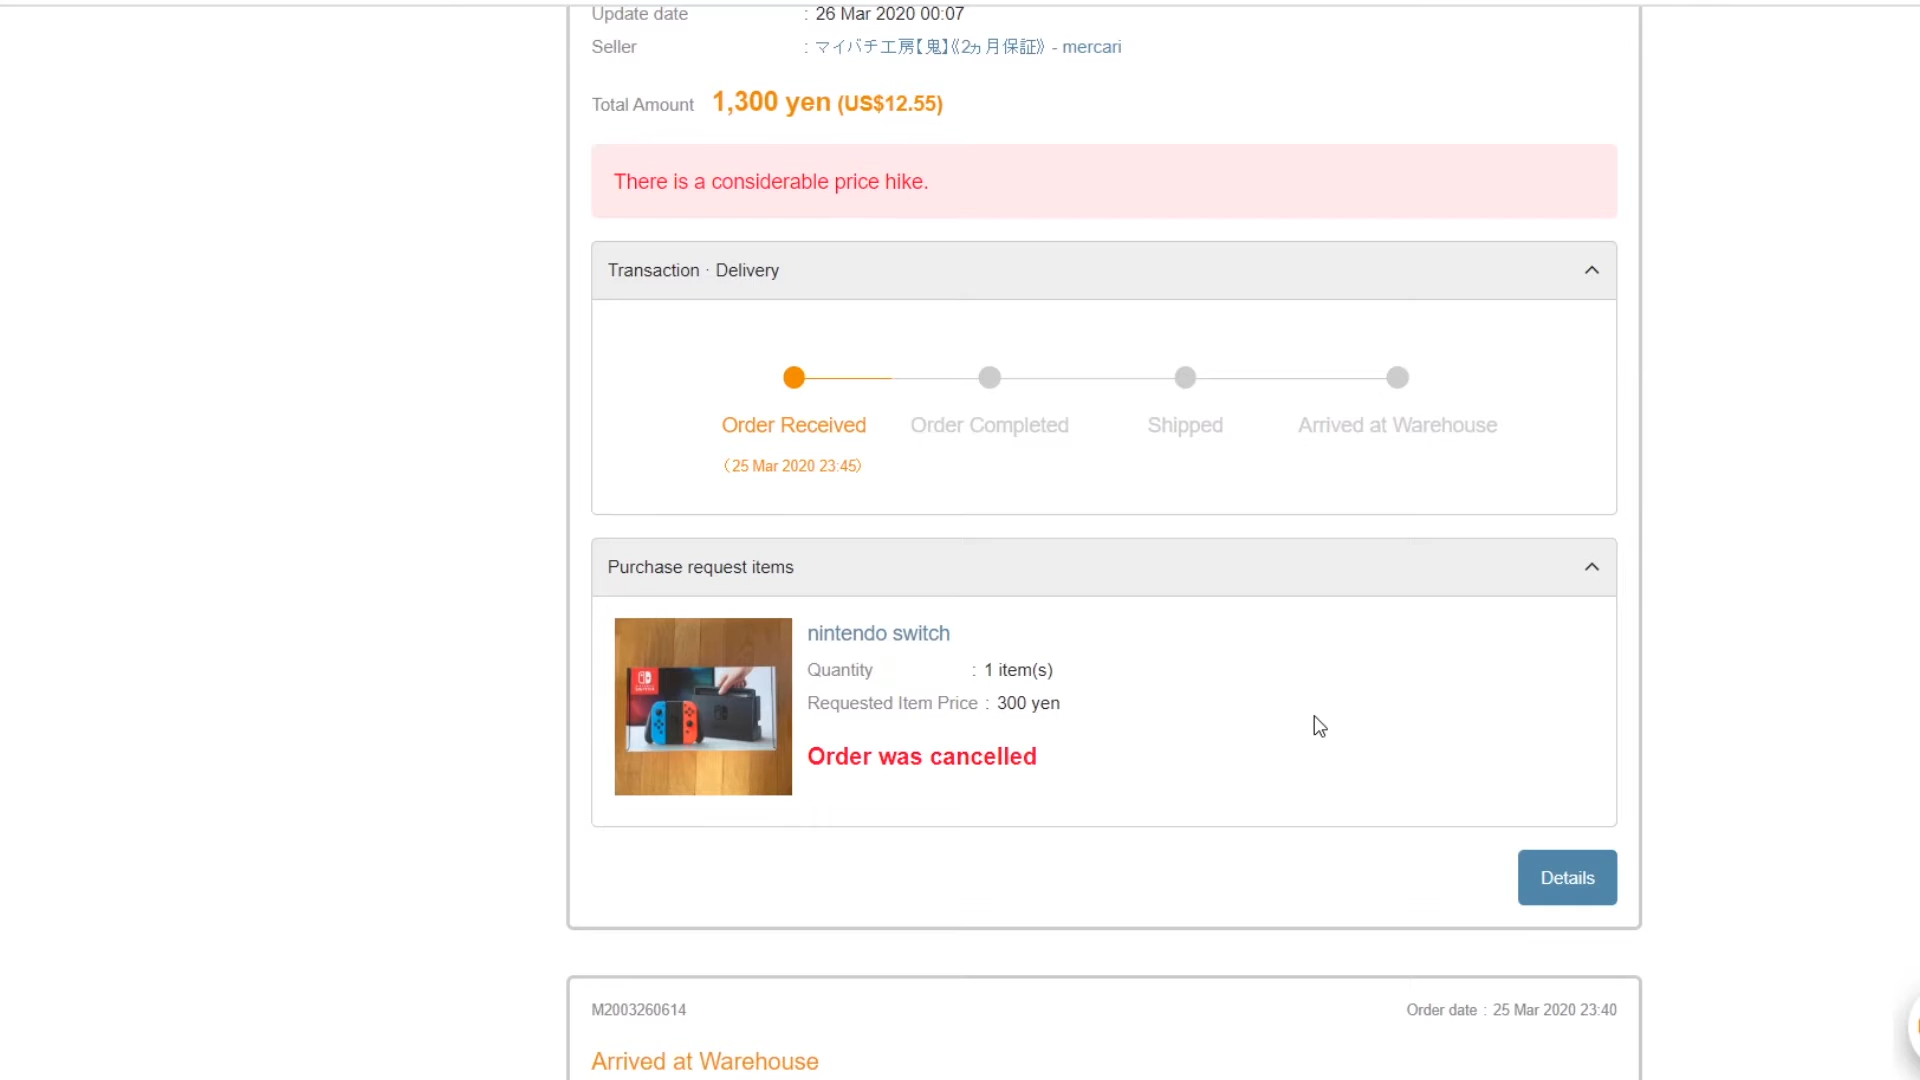 Update date : 26 Mar 2020 00:07
Seller : マイバチ工房【鬼】《2ヵ月保証》 - mercari
Total Amount 1,300 yen (US$12.55)
There is a considerable price hike.
Transaction · Delivery
Order Received Order Completed Shipped Arrived at Warehouse
(25 Mar 2020 23:45)
Purchase request items
nintendo switch
Quantity : 1 item(s)
Requested Item Price : 300 yen
Order was cancelled
Details
M2003260614 Order date : 25 Mar 2020 23:40
Arrived at Warehouse